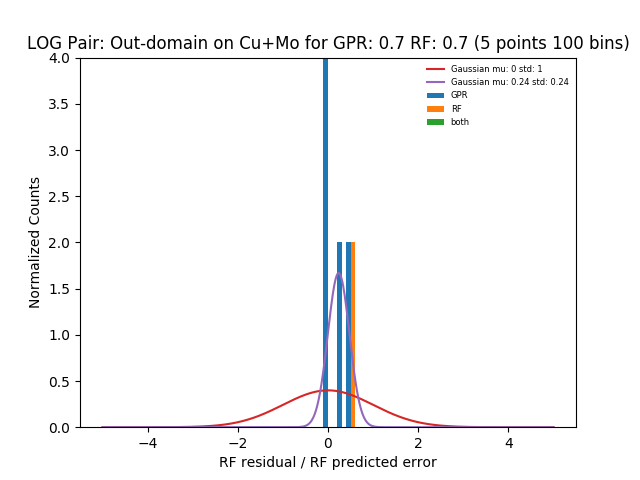 LOG Pair: Out-domain on Cu+Mo for GPR: 0.7 RF: 0.7 (5 points 100 bins)
Gaussian mu: 0 std: 1
Gaussian mu: 0.24 std: 0.24
GPR
RF
both
Normalized Counts
4.0
3.5
3.0
2.5
2.0
1.5
1.0
0.5
0.0
−4
−2
0
2
4
RF residual / RF predicted error